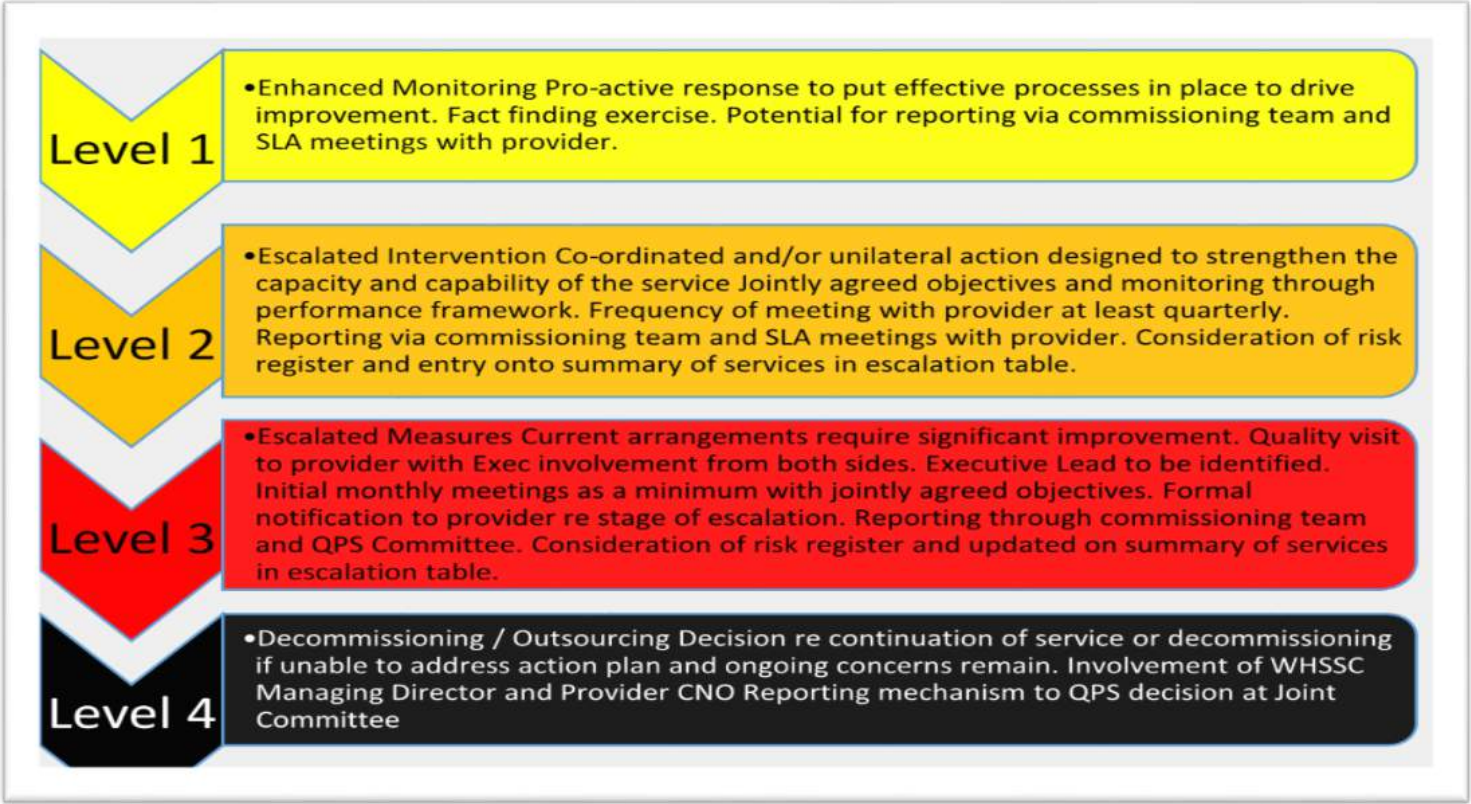 Level 1
•Enhanced Monitoring Pro-active response to put effective processes in place to drive
improvement. Fact finding exercise. Potential for reporting via commissioning team and
SLA meetings with provider.
Level 2
•Escalated Intervention Co-ordinated and/or unilateral action designed to strengthen the
capacity and capability of the service Jointly agreed objectives and monitoring through
performance framework. Frequency of meeting with provider at least quarterly.
Reporting via commissioning team and SLA meetings with provider. Consideration of risk
register and entry onto summary of services in escalation table.
Level 3
•Escalated Measures Current arrangements require significant improvement. Quality visit
to provider with Exec involvement from both sides. Executive Lead to be identified.
Initial monthly meetings as a minimum with jointly agreed objectives. Formal
notification to provider re stage of escalation. Reporting through commissioning team
and QPS Committee. Consideration of risk register and updated on summary of services
in escalation table.
Level 4
•Decommissioning / Outsourcing Decision re continuation of service or decommissioning
if unable to address action plan and ongoing concerns remain. Involvement of WHSSC
Managing Director and Provider CNO Reporting mechanism to QPS decision at Joint
Committee